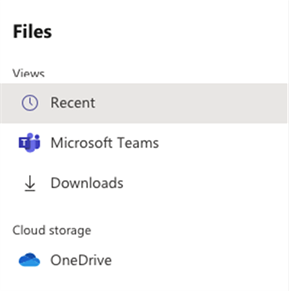 Files
Views
Recent
Microsoft Teams
Downloads
Cloud storage
OneDrive